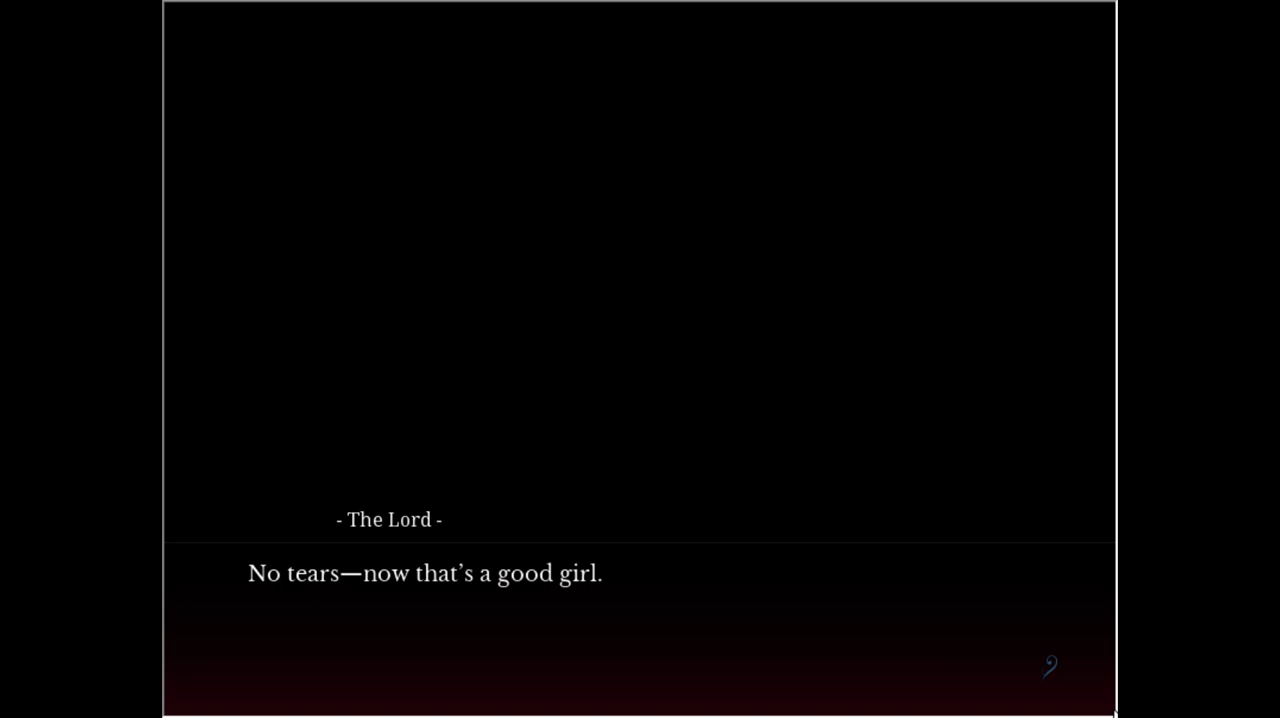 - The Lord -
No tears—now that’s a good girl.